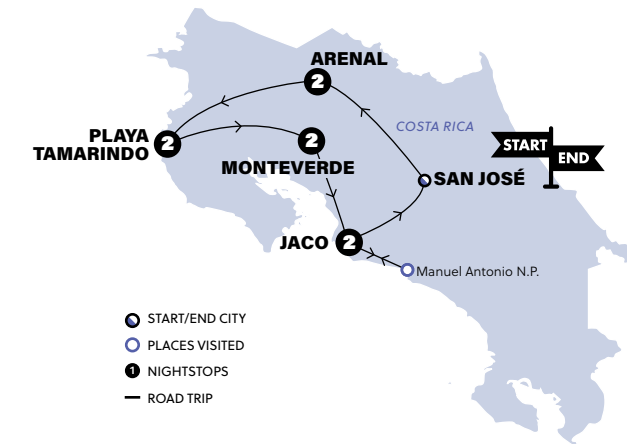 ARENAL
2
COSTA RICA
PLAYA
TAMARINDO
2
2
MONTEVERDE
START
END
SAN JOSÉ
JACO
2
Manuel Antonio N.P.
START/END CITY
PLACES VISITED
1 NIGHTSTOPS
ROAD TRIP